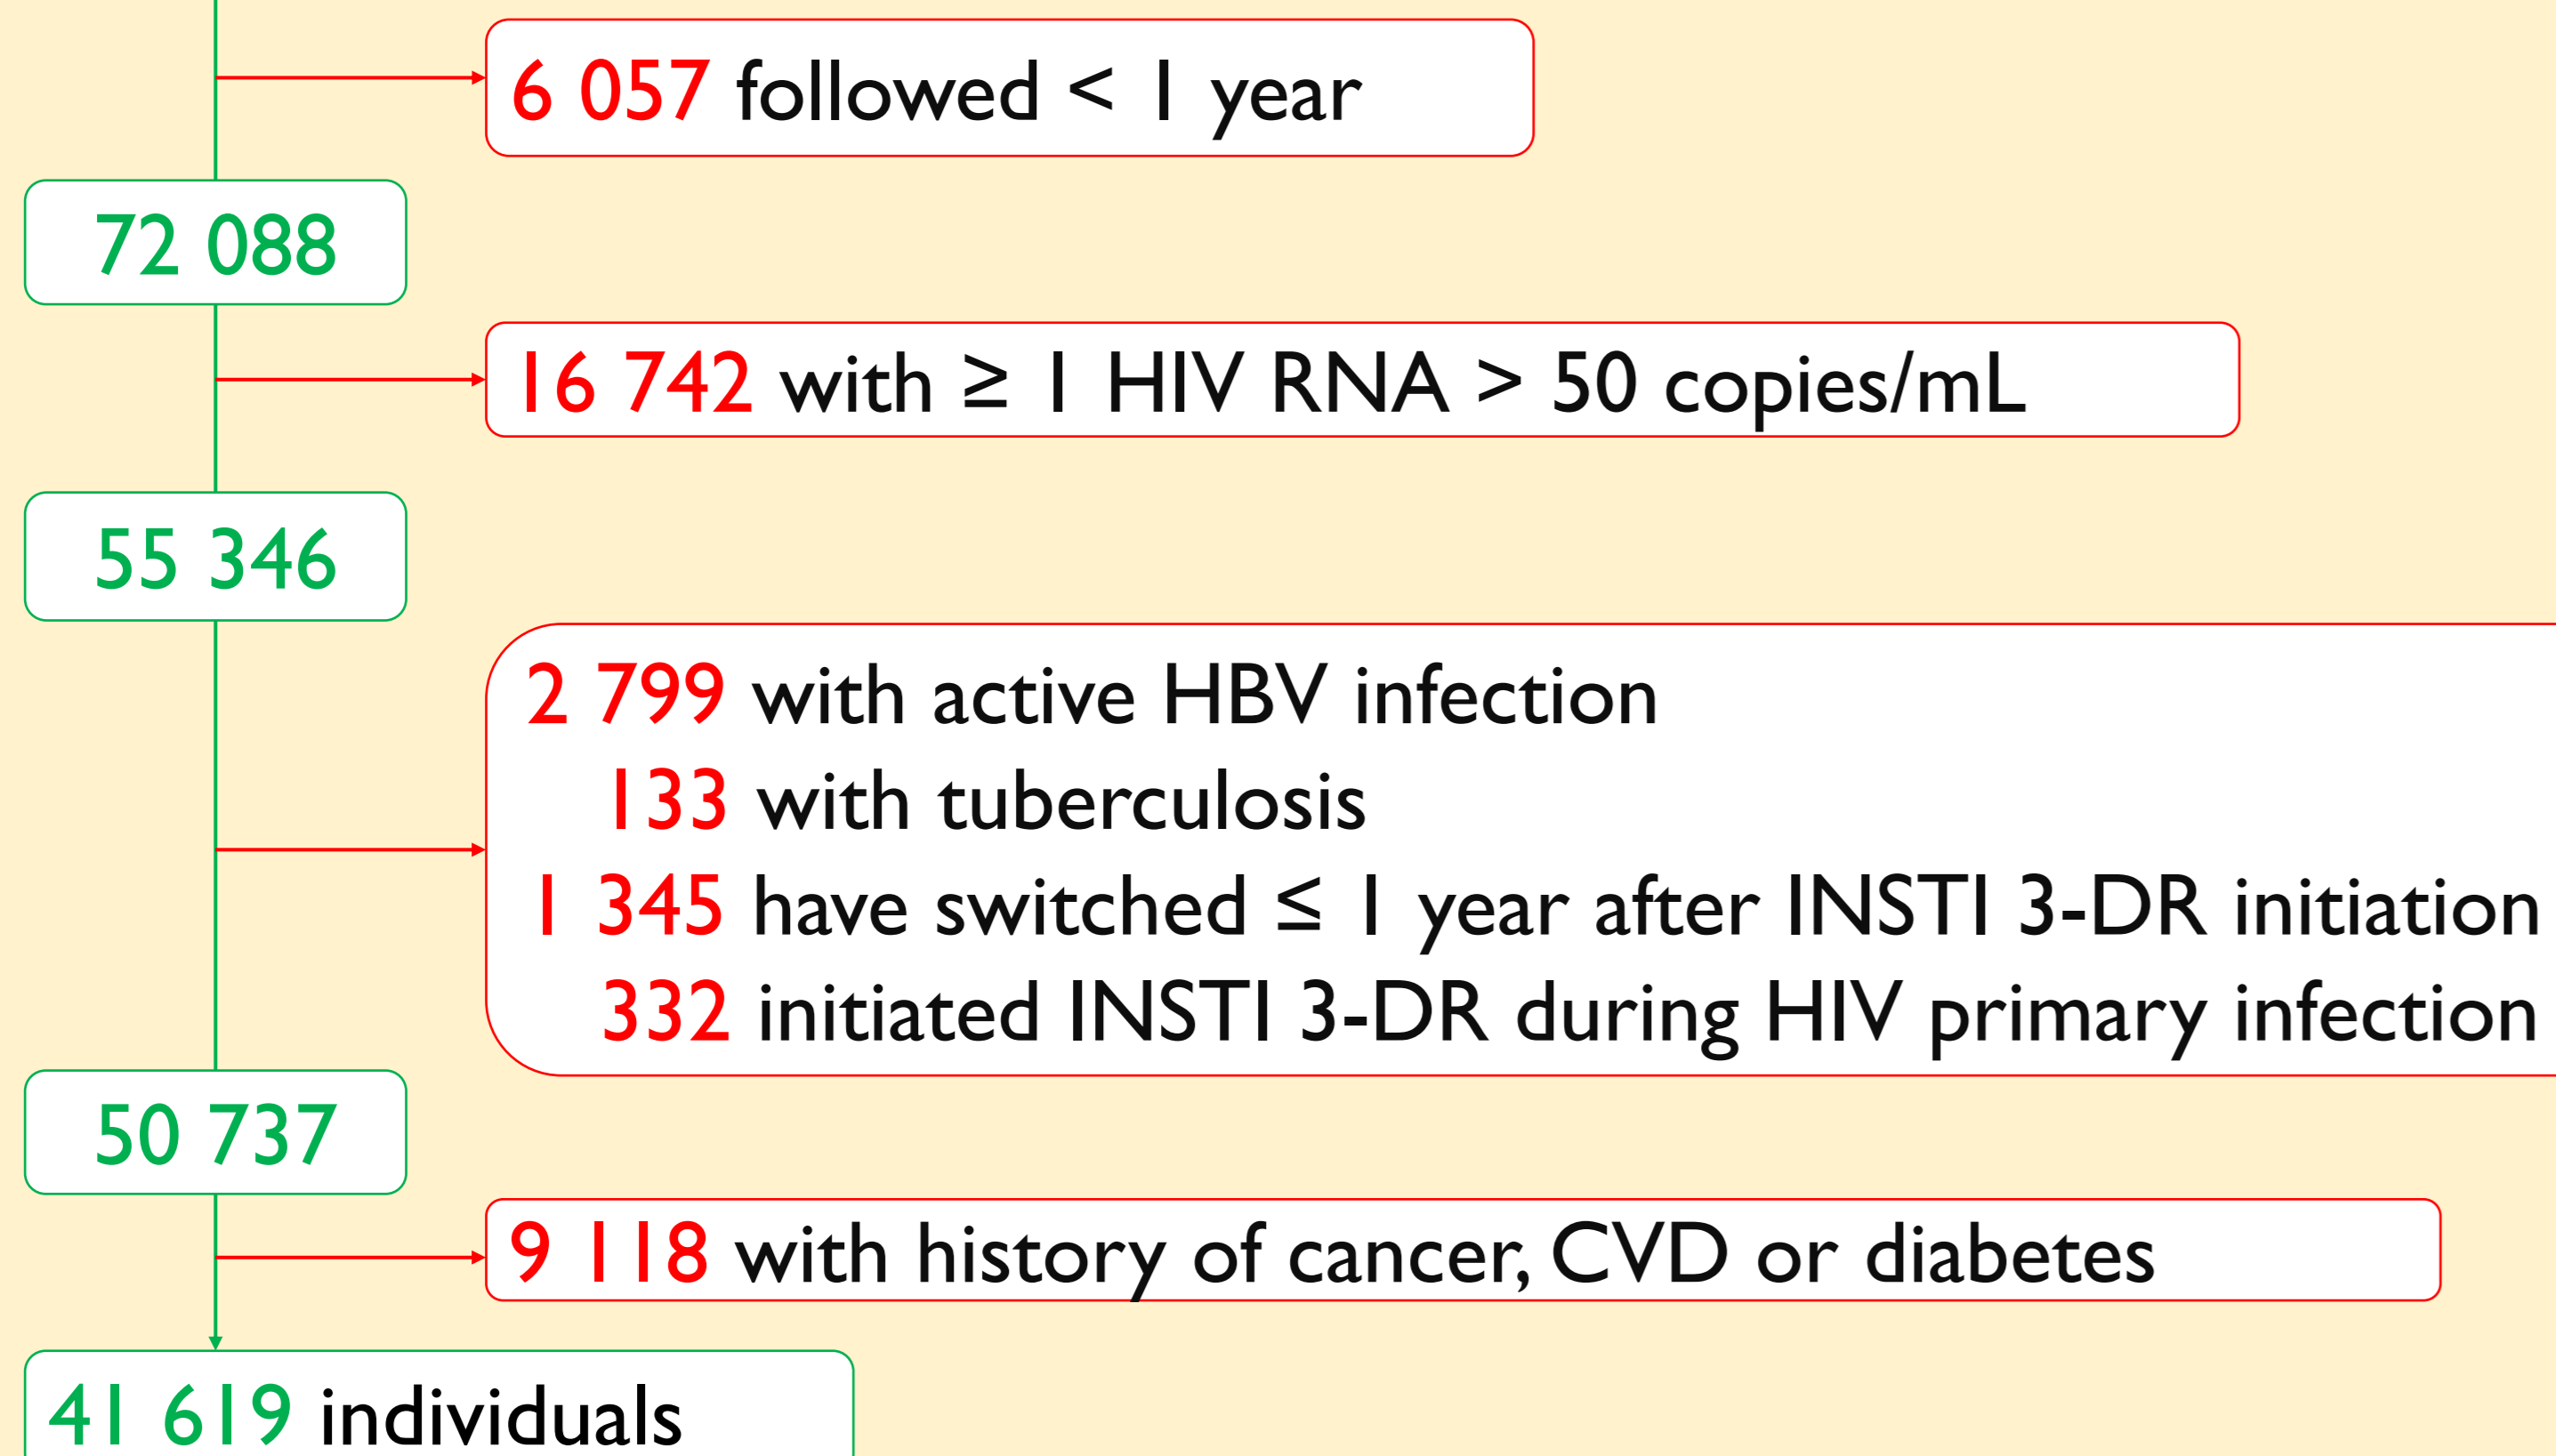 6 057 followed < 1 year
72 088
16 742 with ≥ 1 HIV RNA > 50 copies/mL
55 346
2 799 with active HBV infection
133 with tuberculosis
1 345 have switched ≤ 1 year after INSTI 3-DR initiation
332 initiated INSTI 3-DR during HIV primary infection
50 737
9 118 with history of cancer, CVD or diabetes
41 619 individuals